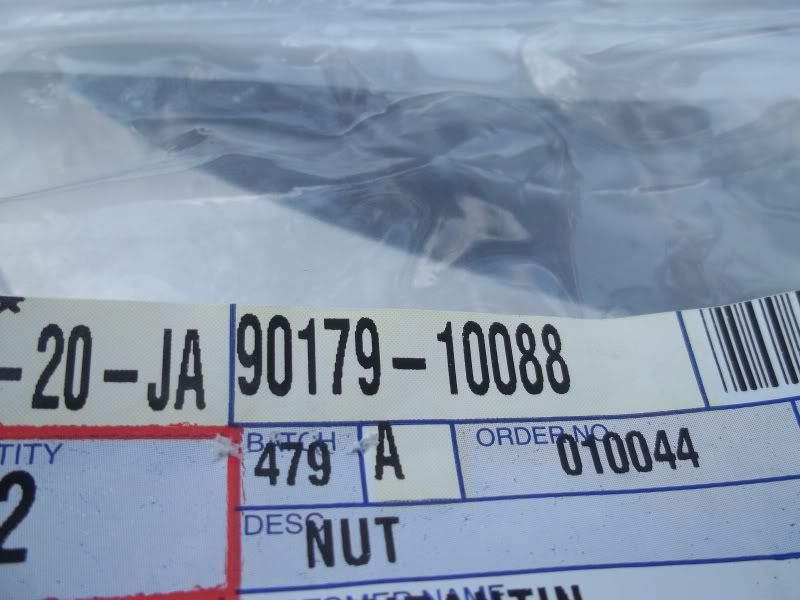 -20-JA 90179-10088
TITY BATCH A ORDER NO
2 479 010044
DESC NUT